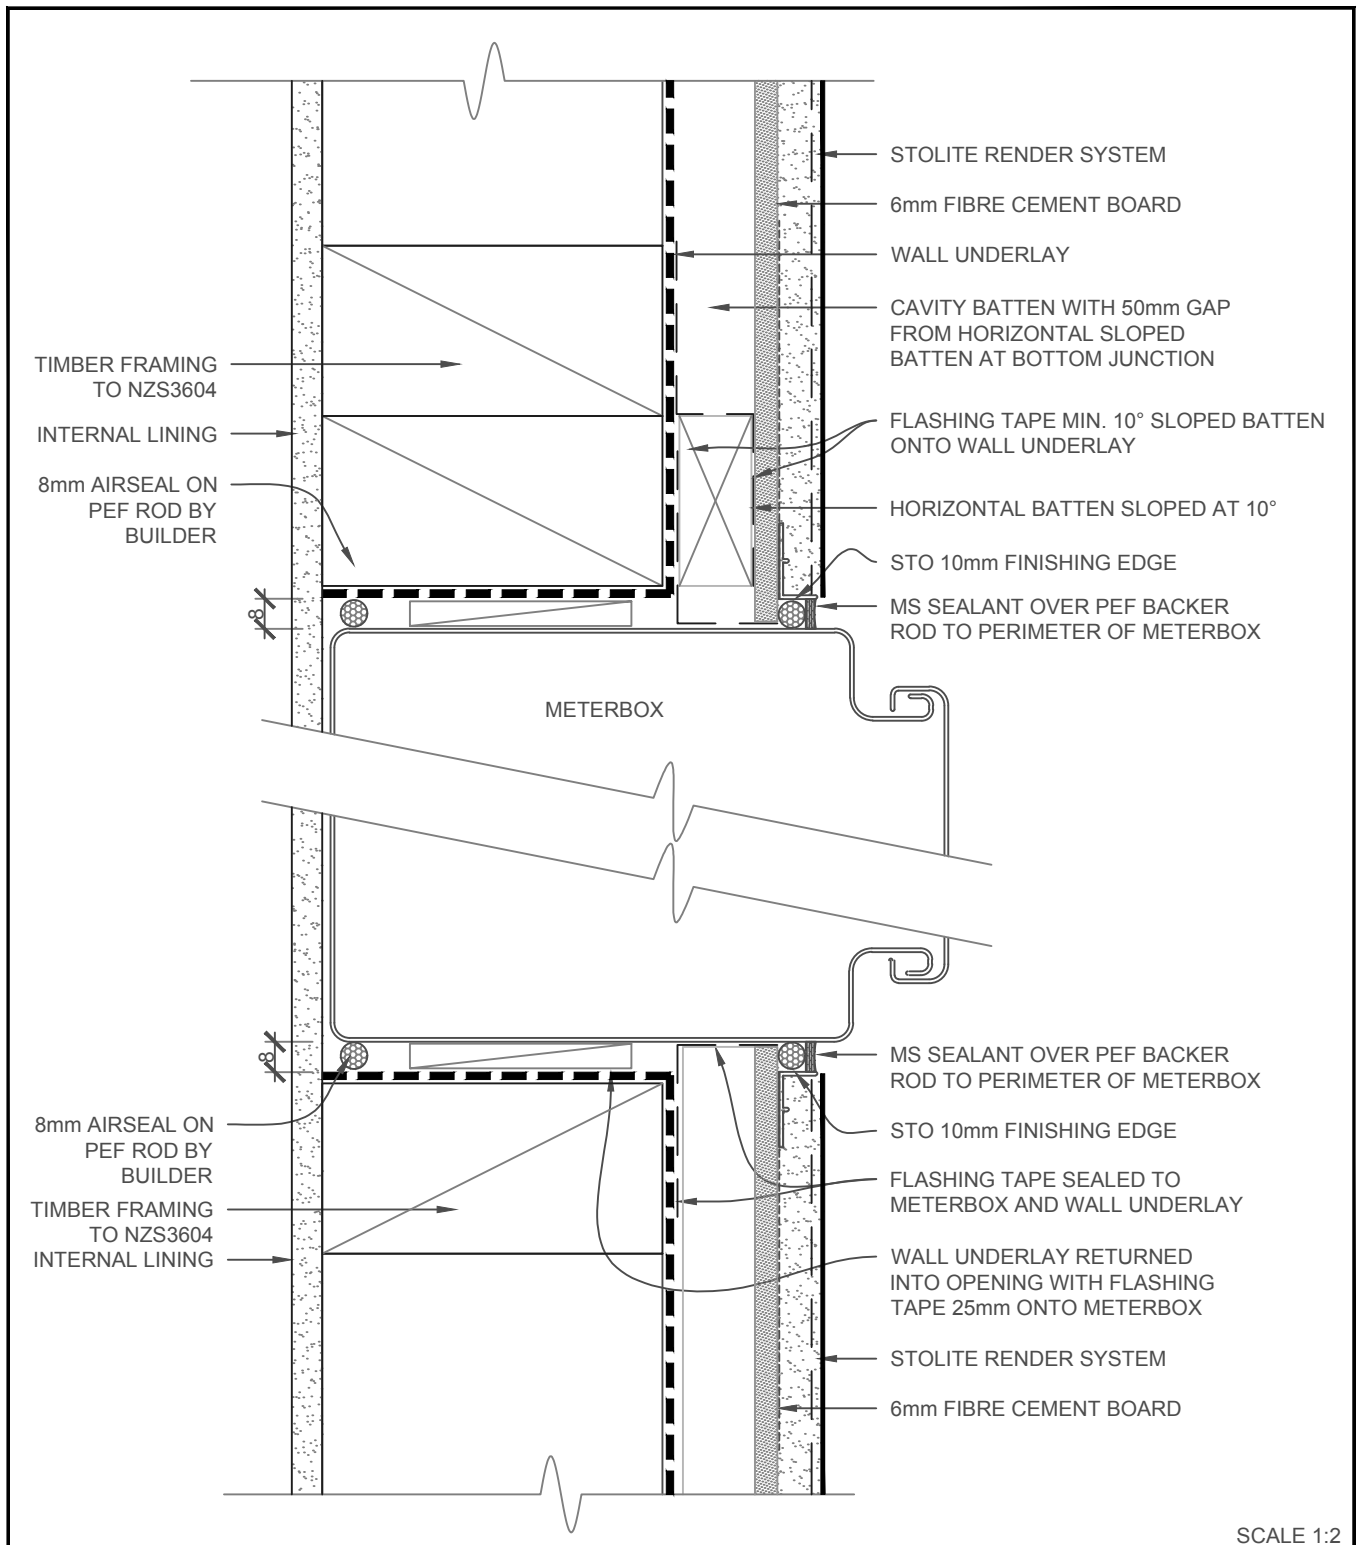 STOLITE RENDER SYSTEM
6mm FIBRE CEMENT BOARD
WALL UNDERLAY
CAVITY BATTEN WITH 50mm GAP
FROM HORIZONTAL SLOPED
BATTEN AT BOTTOM JUNCTION
TIMBER FRAMING
TO NZS3604
INTERNAL LINING
FLASHING TAPE MIN. 10° SLOPED BATTEN
ONTO WALL UNDERLAY
8mm AIRSEAL ON
PEF ROD BY
BUILDER
HORIZONTAL BATTEN SLOPED AT 10°
STO 10mm FINISHING EDGE
8
MS SEALANT OVER PEF BACKER
ROD TO PERIMETER OF METERBOX
METERBOX
8
MS SEALANT OVER PEF BACKER
ROD TO PERIMETER OF METERBOX
8mm AIRSEAL ON
PEF ROD BY
BUILDER
STO 10mm FINISHING EDGE
FLASHING TAPE SEALED TO
METERBOX AND WALL UNDERLAY
TIMBER FRAMING
TO NZS3604
INTERNAL LINING
WALL UNDERLAY RETURNED
INTO OPENING WITH FLASHING
TAPE 25mm ONTO METERBOX
STOLITE RENDER SYSTEM
6mm FIBRE CEMENT BOARD
SCALE 1:2